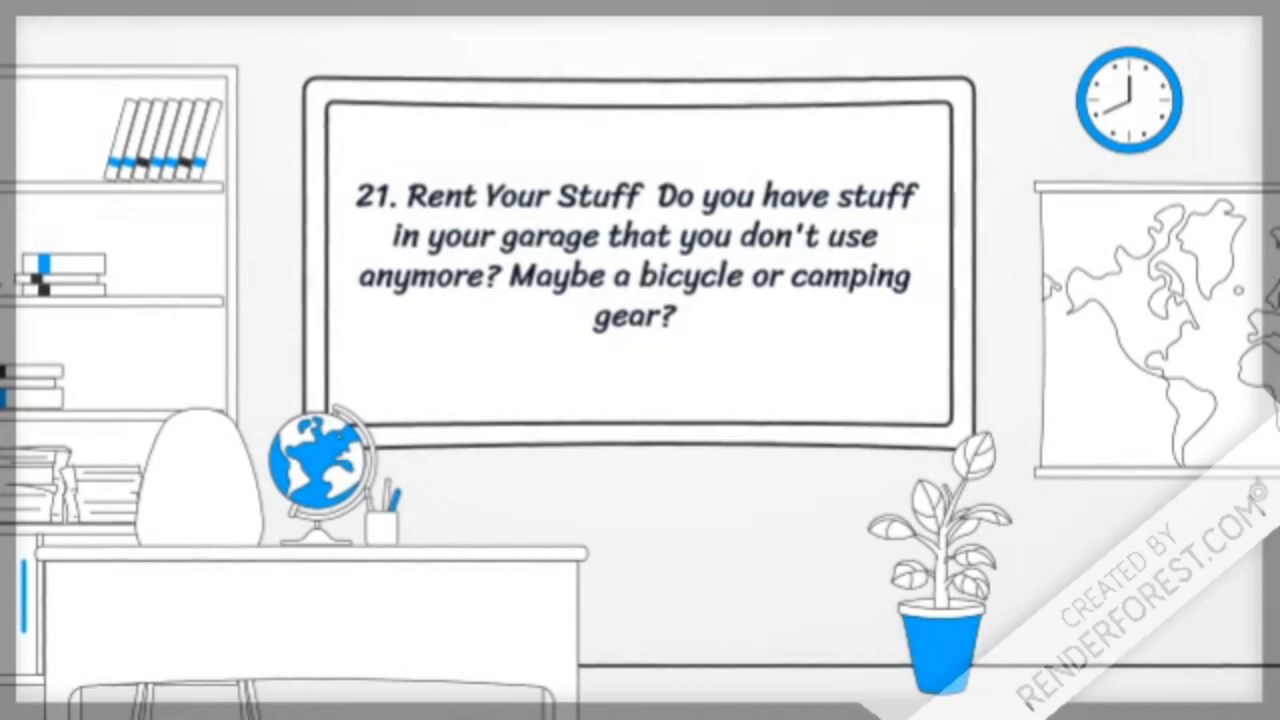 21. Rent Your Stuff  Do you have stuff
in your garage that you don't use
anymore? Maybe a bicycle or camping
gear?
CREATED BY
RENDERFOREST.COM